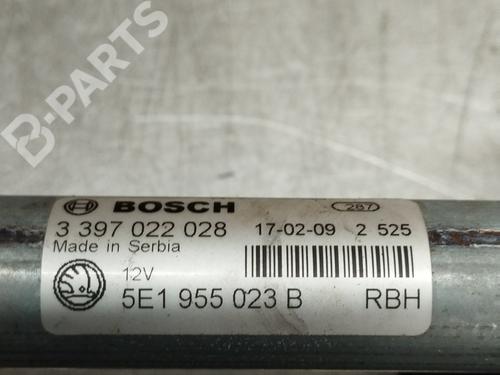 B-PARTS
BOSCH
287
3 397 022 028 17-02-09 2 525
Made in Serbia
12V
5E1 955 023 B RBH